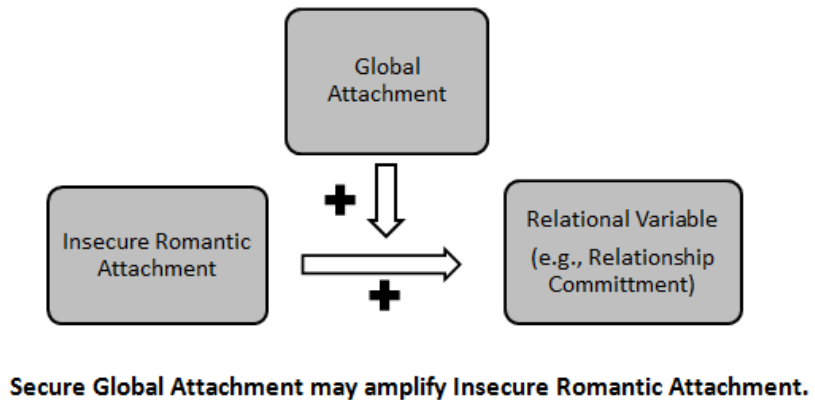 Global
Attachment
Insecure Romantic
Attachment
Relational Variable
(e.g., Relationship
Committment)
Secure Global Attachment may amplify Insecure Romantic Attachment.